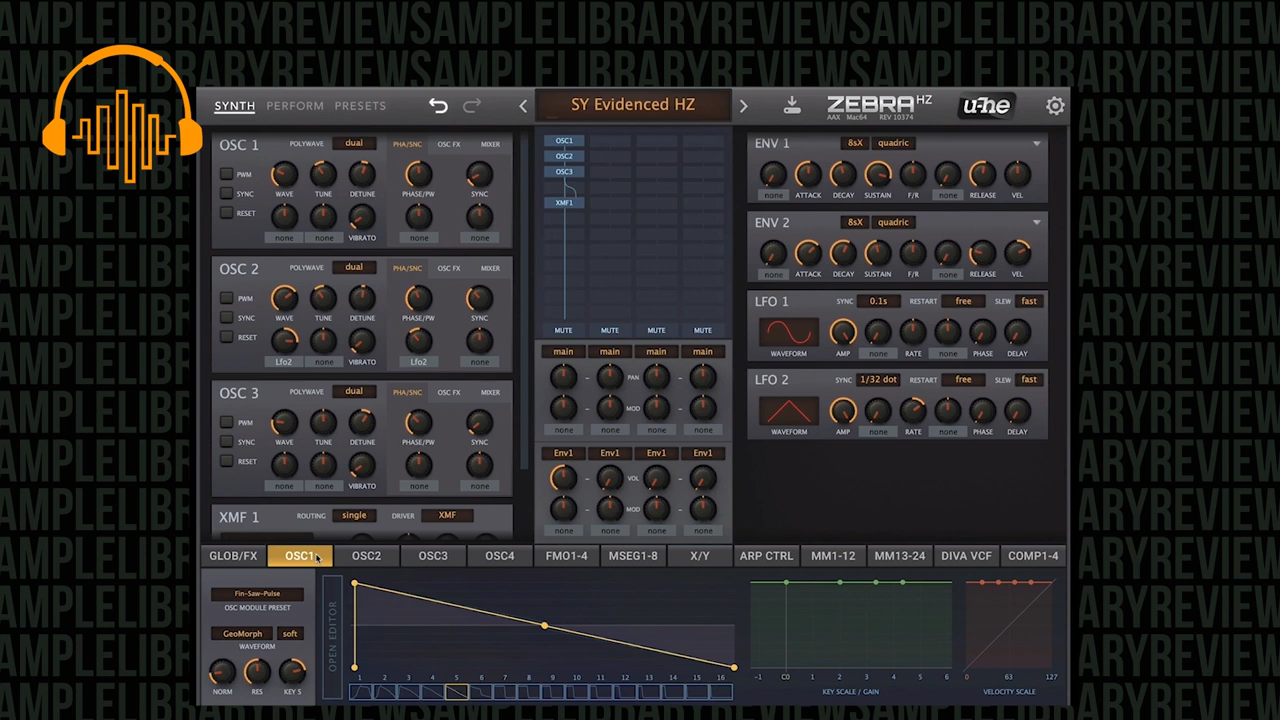 AMPLELIBRARYREVIEWSAMPLELIBRARYREVIEWS
SYNTH PERFORM PRESETS
SY Evidenced HZ
ZEBRA HZ
AAX Mac64 REV 10374
u-he
OSC 1 POLYWAVE dual PHA/SNC OSC FX MIXER
PWM
SYNC
RESET
WAVE TUNE DETUNE PHASE/PW SYNC
none none VIBRATO none none
OSC 2 POLYWAVE dual PHA/SNC OSC FX MIXER
PWM
SYNC
RESET
WAVE TUNE DETUNE PHASE/PW SYNC
Lfo2 none VIBRATO Lfo2 none
OSC 3 POLYWAVE dual PHA/SNC OSC FX MIXER
PWM
SYNC
RESET
WAVE TUNE DETUNE PHASE/PW SYNC
none none VIBRATO none none
XMF 1 ROUTING single DRIVER XMF
OSC1
OSC2
OSC3
XMF1
MUTE MUTE MUTE MUTE
main main main main
PAN
MOD
none none none none
Env1 Env1 Env1 Env1
VOL
MOD
none none none none
ENV 1 8sX quadric
none ATTACK DECAY SUSTAIN F/R none RELEASE VEL
ENV 2 8sX quadric
none ATTACK DECAY SUSTAIN F/R none RELEASE VEL
LFO 1 SYNC 0.1s RESTART free SLEW fast
WAVEFORM AMP none RATE none PHASE DELAY
LFO 2 SYNC 1/32 dot RESTART free SLEW fast
WAVEFORM AMP none RATE none PHASE DELAY
GLOB/FX OSC1 OSC2 OSC3 OSC4 FMO1-4 MSEG1-8 X/Y ARP CTRL MM1-12 MM13-24 DIVA VCF COMP1-4
Fin-Saw-Pulse
OSC MODULE PRESET
GeoMorph soft
WAVEFORM
NORM RES KEY S
OPEN EDITOR
1 2 3 4 5 6 7 8 9 10 11 12 13 14 15 16
-1 C0 1 2 3 4 5 6
KEY SCALE / GAIN
0 63 127
VELOCITY SCALE